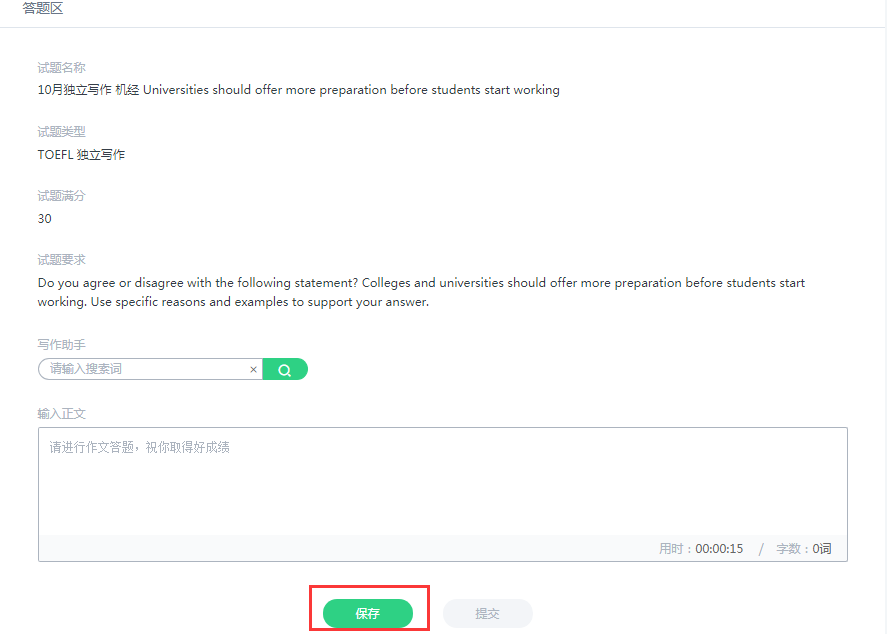 答题区
试题名称
10月独立写作 机经 Universities should offer more preparation before students start working
试题类型
TOEFL 独立写作
试题满分
30
试题要求
Do you agree or disagree with the following statement? Colleges and universities should offer more preparation before students start
working. Use specific reasons and examples to support your answer.
写作助手
请输入搜索词 ×
输入正文
请进行作文答题，祝你取得好成绩
用时：00:00:15 / 字数：0词
保存 提交